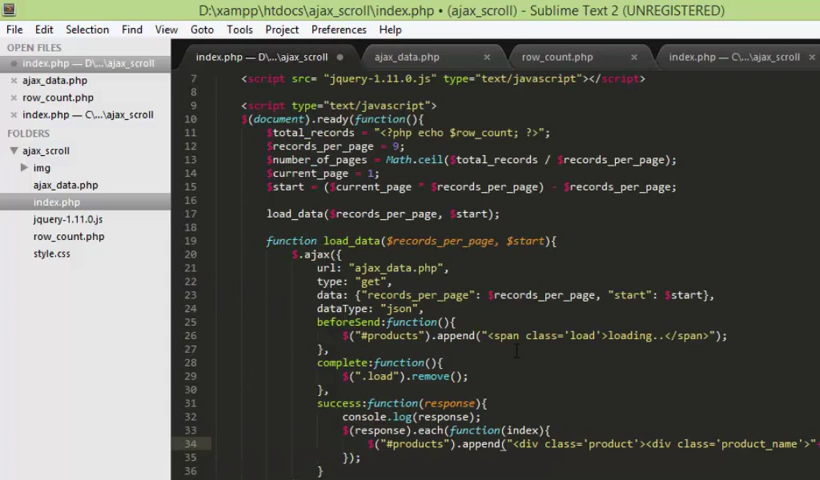 D:\xampp\htdocs\ajax_scroll\index.php • (ajax_scroll) - Sublime Text 2 (UNREGISTERED)
File Edit Selection Find View Goto Tools Project Preferences Help
OPEN FILES
index.php — D\...\ajax_scroll
ajax_data.php
row_count.php
index.php — C\...\ajax_scroll
FOLDERS
ajax_scroll
img
ajax_data.php
index.php
jquery-1.11.0.js
row_count.php
style.css
index.php — D\...\ajax_scroll ajax_data.php × row_count.php × index.php — C\...\ajax_scroll ×
7 <script src= "jquery-1.11.0.js" type="text/javascript"></script>
8
9 <script type="text/javascript">
10 $(document).ready(function(){
11 $total_records = "<?php echo $row_count; ?>";
12 $records_per_page = 9;
13 $number_of_pages = Math.ceil($total_records / $records_per_page);
14 $current_page = 1;
15 $start = ($current_page * $records_per_page) - $records_per_page;
16
17 load_data($records_per_page, $start);
18
19 function load_data($records_per_page, $start){
20 $.ajax({
21 url: "ajax_data.php",
22 type: "get",
23 data: {"records_per_page": $records_per_page, "start": $start},
24 dataType: "json",
25 beforeSend:function(){
26 $("#products").append("<span class='load'>loading..</span>");
27 },
28 complete:function(){
29 $(".load").remove();
30 },
31 success:function(response){
32 console.log(response);
33 $(response).each(function(index){
34 $("#products").append("<div class='product'><div class='product_name'>"
35 });
36 }